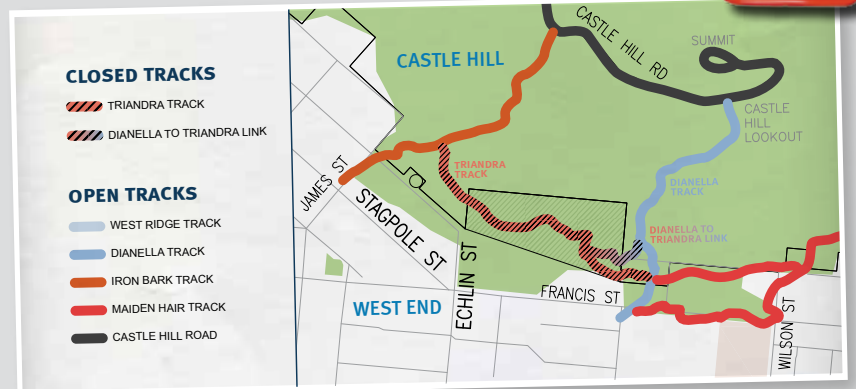 CLOSED TRACKS
TRIANDRA TRACK
DIANELLA TO TRIANDRA LINK
OPEN TRACKS
WEST RIDGE TRACK
DIANELLA TRACK
IRON BARK TRACK
MAIDEN HAIR TRACK
CASTLE HILL ROAD
CASTLE HILL
CASTLE HILL RD
SUMMIT
CASTLE
HILL
LOOKOUT
TRIANDRA
TRACK
DIANELLA
TRACK
DIANELLA TO
TRIANDRA LINK
JAMES ST
STAGPOLE ST
ECHLIN ST
FRANCIS ST
WEST END
WILSON ST